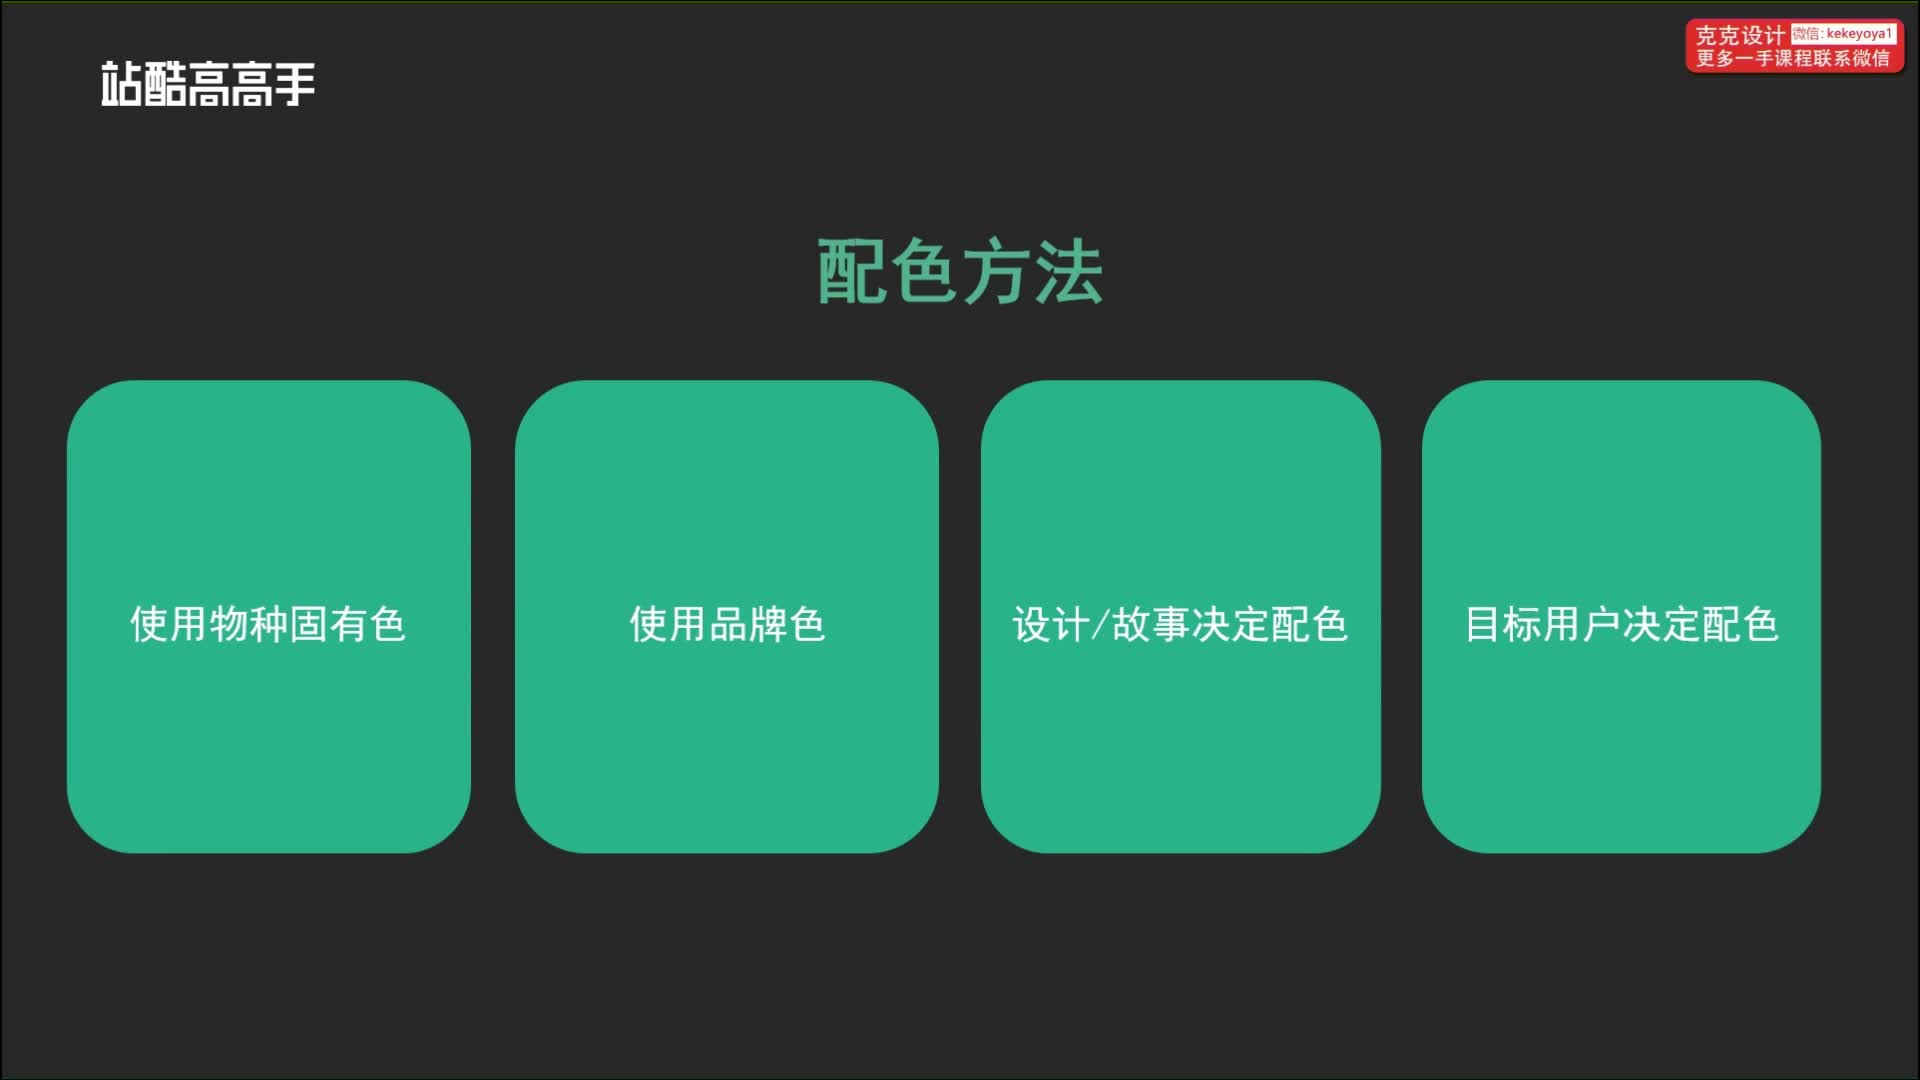 站酷高高手
克克设计 微信:kekeyoya1
更多一手课程联系微信
配色方法
使用物种固有色
使用品牌色
设计/故事决定配色
目标用户决定配色